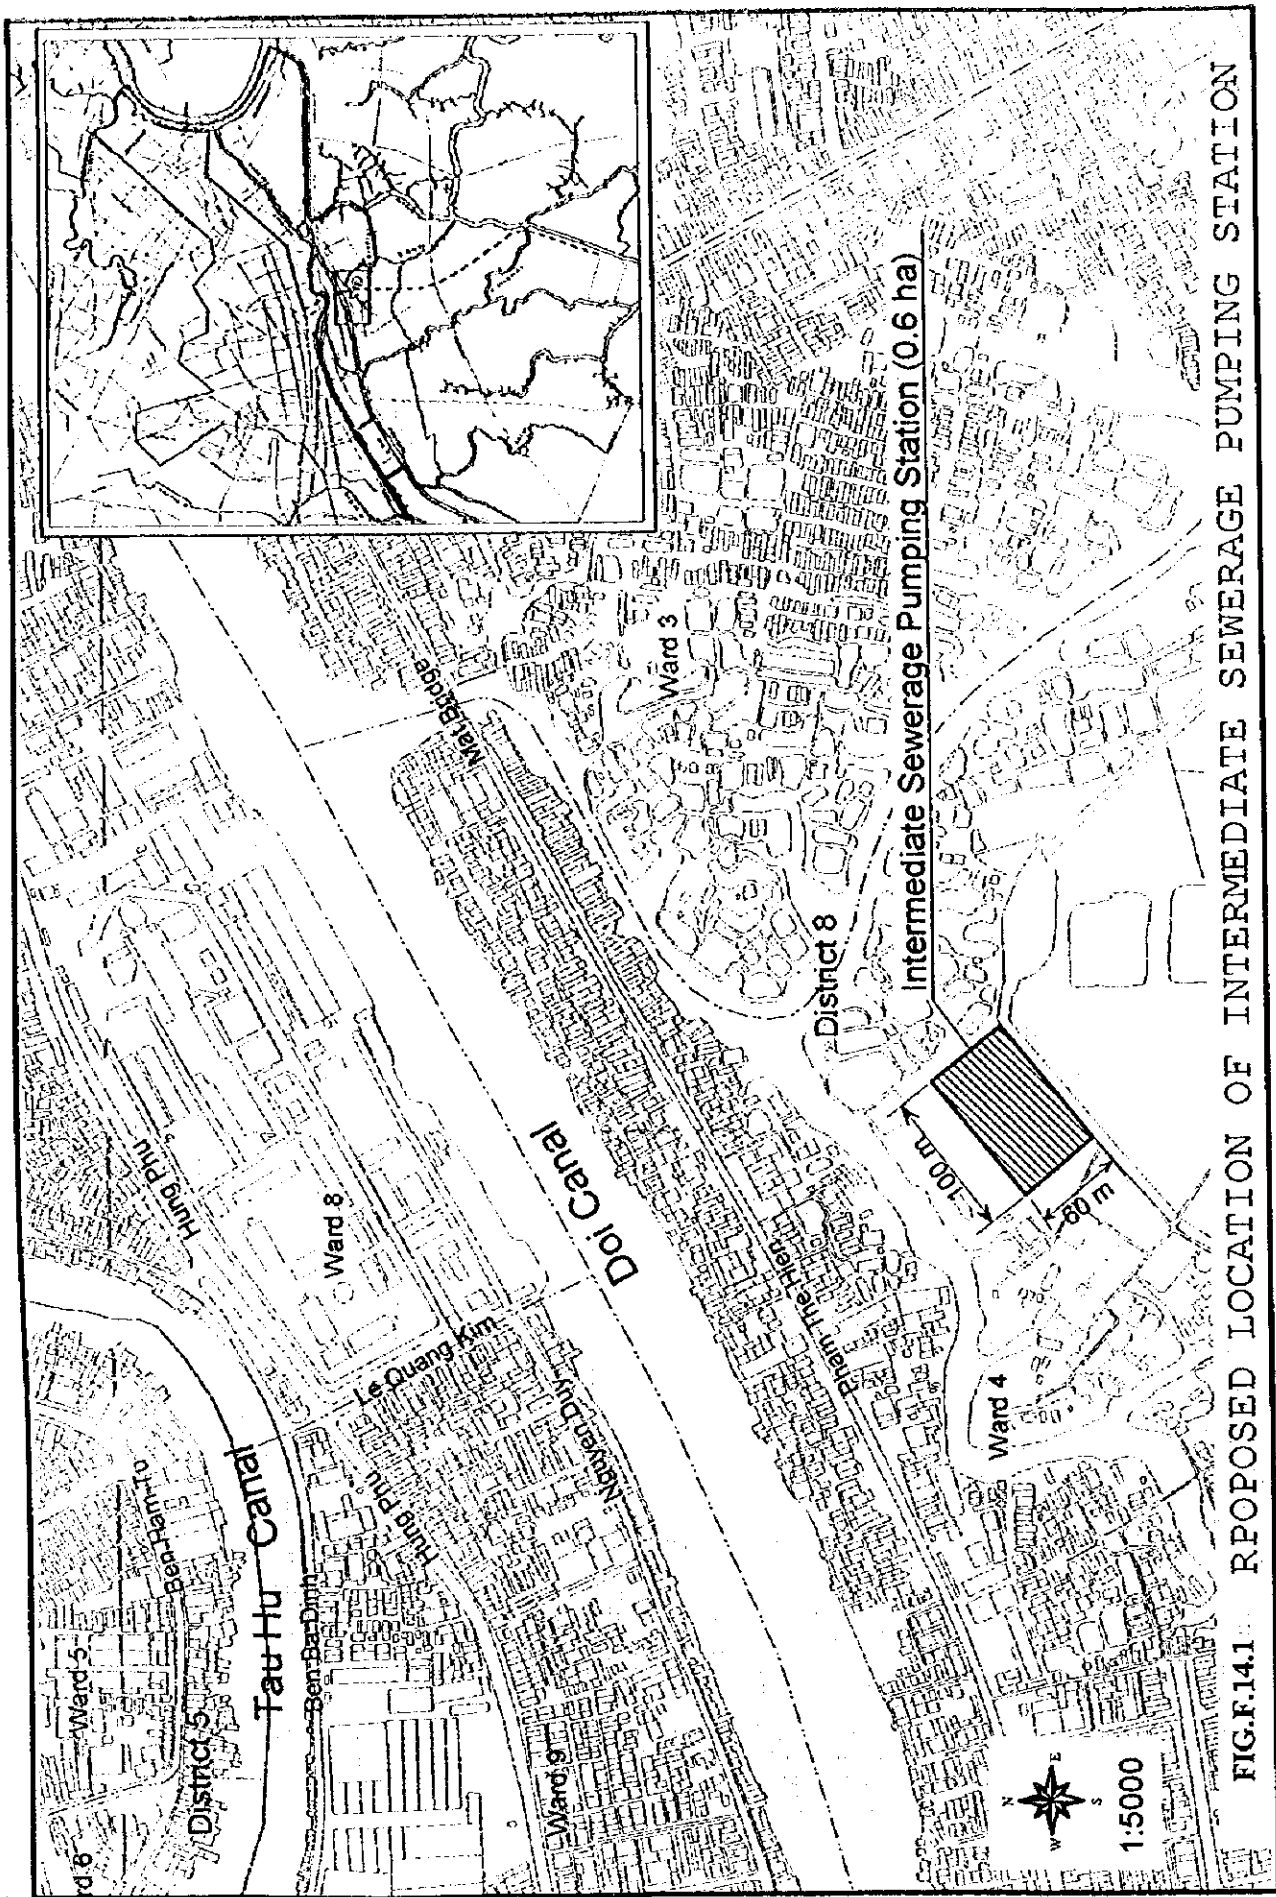 rd 6
Ward 5
Ben Ham Tu
District 5
Tau Hu Canal
Ben Ba Dinh
Hung Phu
Ward 8
Le Quang Kim
Hung Phu
Nguyen Duy
Ward 9
Doi Canal
Mat Bridge
Ward 3
Pham The Hien
District 8
Intermediate Sewerage Pumping Station (0.6 ha)
100 m
60 m
Ward 4
N
W E
S
1:5000
FIG.F.14.1 RPOPOSED LOCATION OF INTERMEDIATE SEWERAGE PUMPING STATION